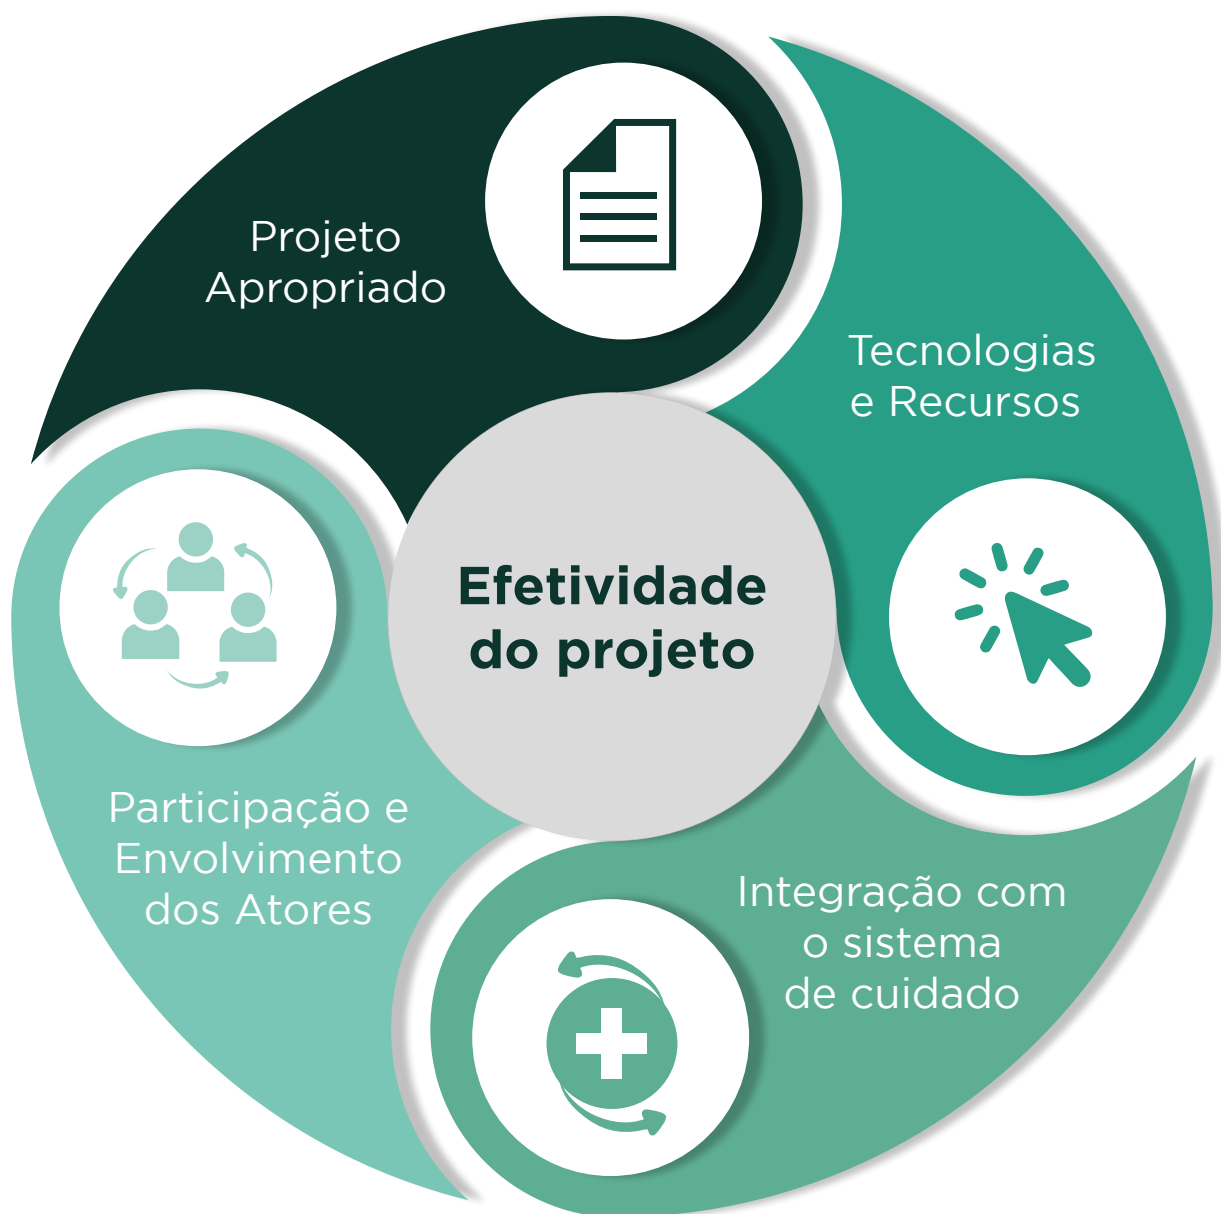 Projeto
Apropriado
Tecnologias
e Recursos
Efetividade
do projeto
Participação e
Envolvimento
dos Atores
Integração com
o sistema
de cuidado